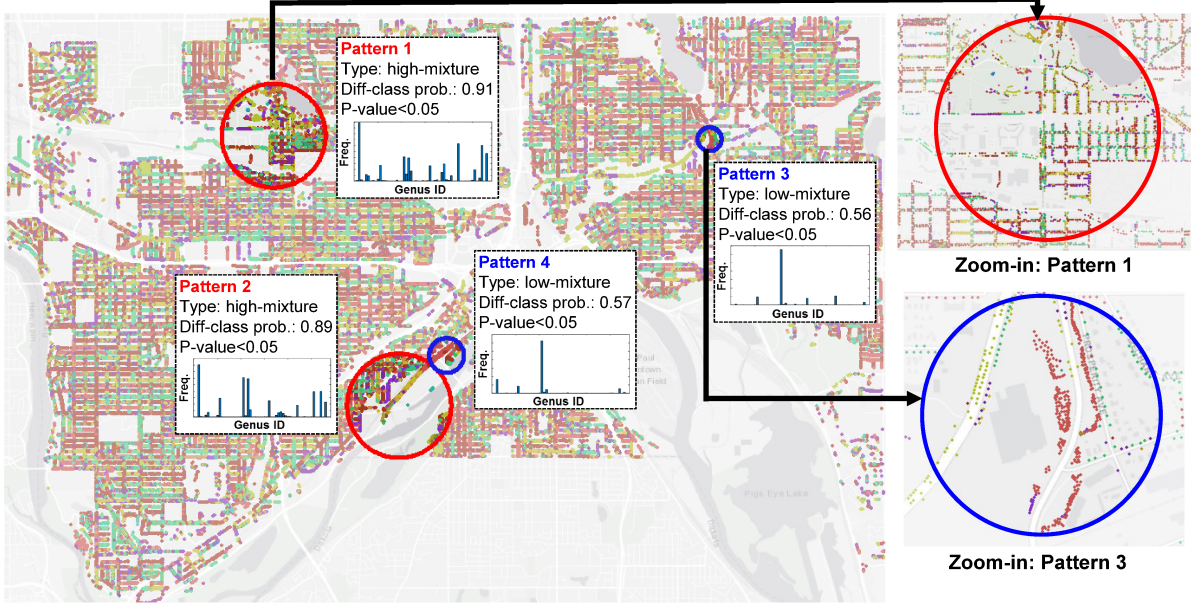 Pattern 1
Type: high-mixture
Diff-class prob.: 0.91
P-value<0.05
Freq.
Genus ID
Pattern 3
Type: low-mixture
Diff-class prob.: 0.56
P-value<0.05
Freq.
Genus ID
Pattern 4
Type: low-mixture
Diff-class prob.: 0.57
P-value<0.05
Freq.
Genus ID
Pattern 2
Type: high-mixture
Diff-class prob.: 0.89
P-value<0.05
Freq.
Genus ID
Paul
Field
Pigs Eye Lake
Zoom-in: Pattern 1
Zoom-in: Pattern 3